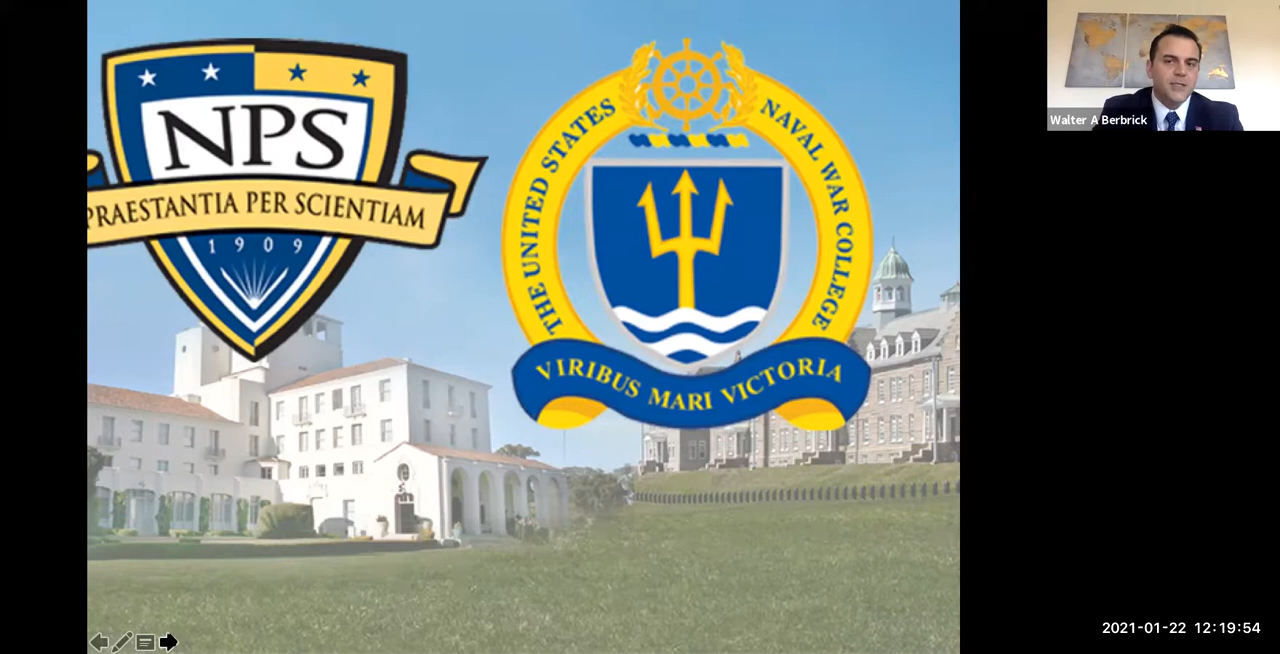 NPS
PRAESTANTIA PER SCIENTIAM
1909
THE UNITED STATES NAVAL WAR COLLEGE
VIRIBUS MARI VICTORIA
Walter A Berbrick
2021-01-22 12:19:54